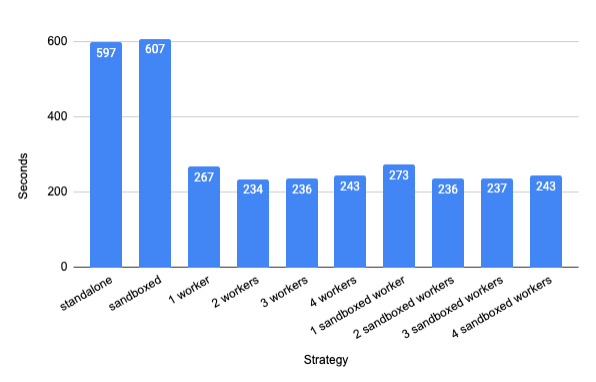 600
400
200
0
Seconds
597
607
267
234
236
243
273
236
237
243
standalone
sandboxed
1 worker
2 workers
3 workers
4 workers
1 sandboxed worker
2 sandboxed workers
3 sandboxed workers
4 sandboxed workers
Strategy